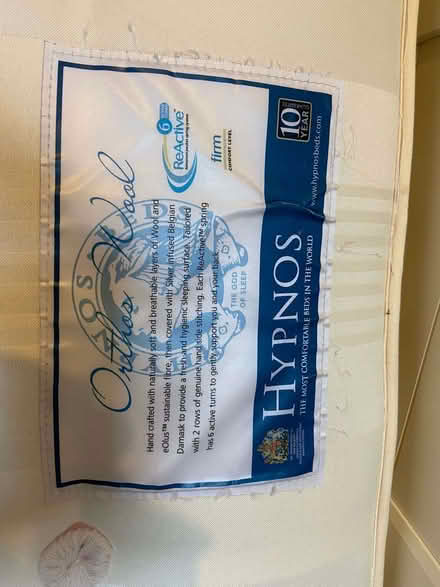 Orthos Wool
Hand crafted with naturally soft and breathable layers of Wool and
eOlus™ sustainable fibre, then covered with Silver infused Belgian
Damask to provide a fresh and hygienic sleeping surface. Tailored
with 2 rows of genuine hand side stitching. Each ReActive™ spring
has 6 active turns to gently support you and your back.
6
ReActive™
firm
COMFORT LEVEL
OS
THE GOD
OF SLEEP
HYPNOS
THE MOST COMFORTABLE BEDS IN THE WORLD
10
YEAR
www.hypnosbeds.com